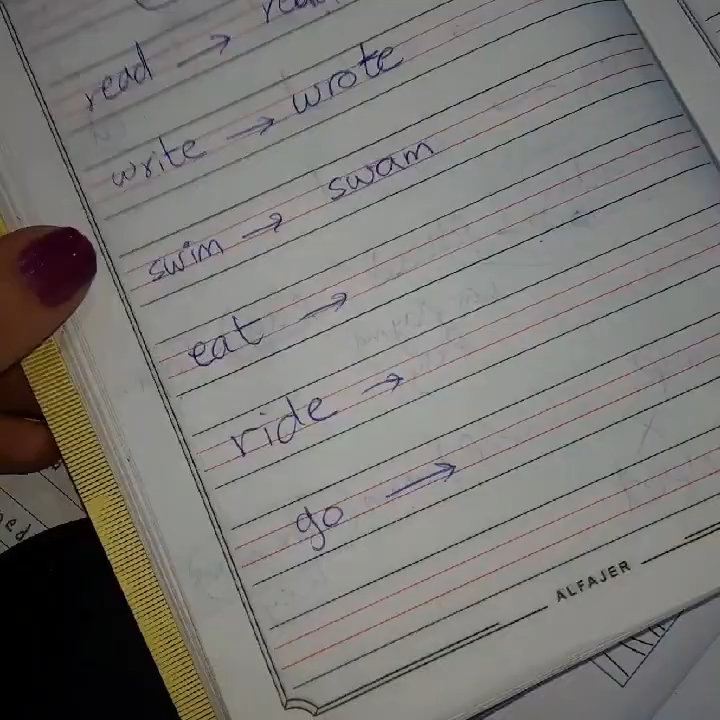 read → read
write → wrote
swim → swam
eat →
ride →
go →
ALFAJER